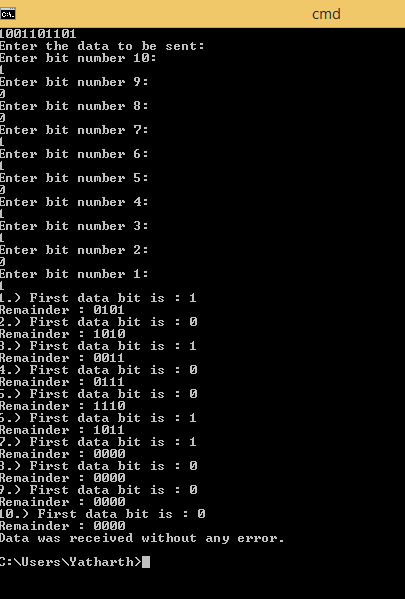 cmd
1001101101
Enter the data to be sent:
Enter bit number 10:
1
Enter bit number 9:
0
Enter bit number 8:
0
Enter bit number 7:
1
Enter bit number 6:
1
Enter bit number 5:
0
Enter bit number 4:
1
Enter bit number 3:
1
Enter bit number 2:
0
Enter bit number 1:
1
1.) First data bit is : 1
Remainder : 0101
2.) First data bit is : 0
Remainder : 1010
3.) First data bit is : 1
Remainder : 0011
4.) First data bit is : 0
Remainder : 0111
5.) First data bit is : 0
Remainder : 1110
6.) First data bit is : 1
Remainder : 1011
7.) First data bit is : 1
Remainder : 0000
8.) First data bit is : 0
Remainder : 0000
9.) First data bit is : 0
Remainder : 0000
10.) First data bit is : 0
Remainder : 0000
Data was received without any error.
C:\Users\Yatharth>